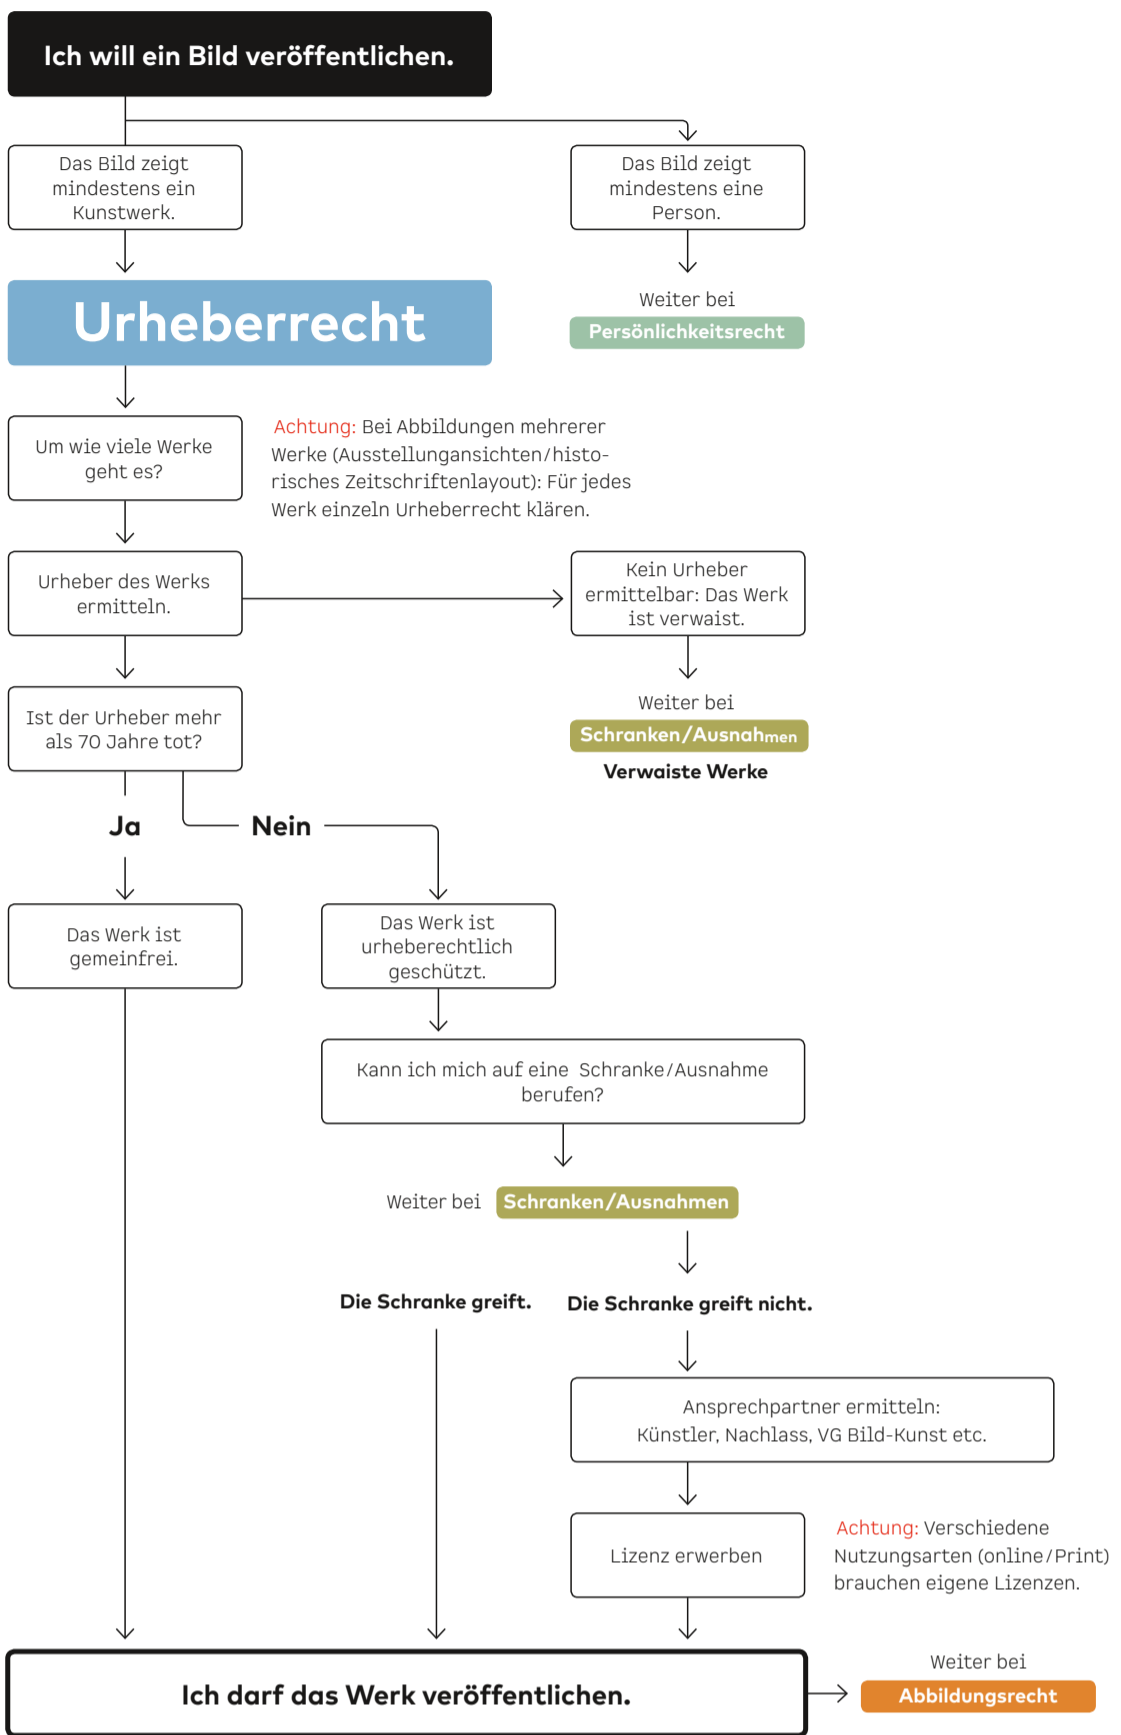 Ich will ein Bild veröffentlichen.
Das Bild zeigt
mindestens ein
Kunstwerk.
Das Bild zeigt
mindestens eine
Person.
Urheberrecht
Weiter bei
Persönlichkeitsrecht
Um wie viele Werke
geht es?
Achtung: Bei Abbildungen mehrerer
Werke (Ausstellungansichten/histo-
risches Zeitschriftenlayout): Für jedes
Werk einzeln Urheberrecht klären.
Urheber des Werks
ermitteln.
Kein Urheber
ermittelbar: Das Werk
ist verwaist.
Ist der Urheber mehr
als 70 Jahre tot?
Weiter bei
Schranken/Ausnahmen
Verwaiste Werke
Ja
Nein
Das Werk ist
gemeinfrei.
Das Werk ist
urheberechtlich
geschützt.
Kann ich mich auf eine Schranke/Ausnahme
berufen?
Weiter bei Schranken/Ausnahmen
Die Schranke greift.
Die Schranke greift nicht.
Ansprechpartner ermitteln:
Künstler, Nachlass, VG Bild-Kunst etc.
Lizenz erwerben
Achtung: Verschiedene
Nutzungsarten (online/Print)
brauchen eigene Lizenzen.
Ich darf das Werk veröffentlichen.
Weiter bei
Abbildungsrecht